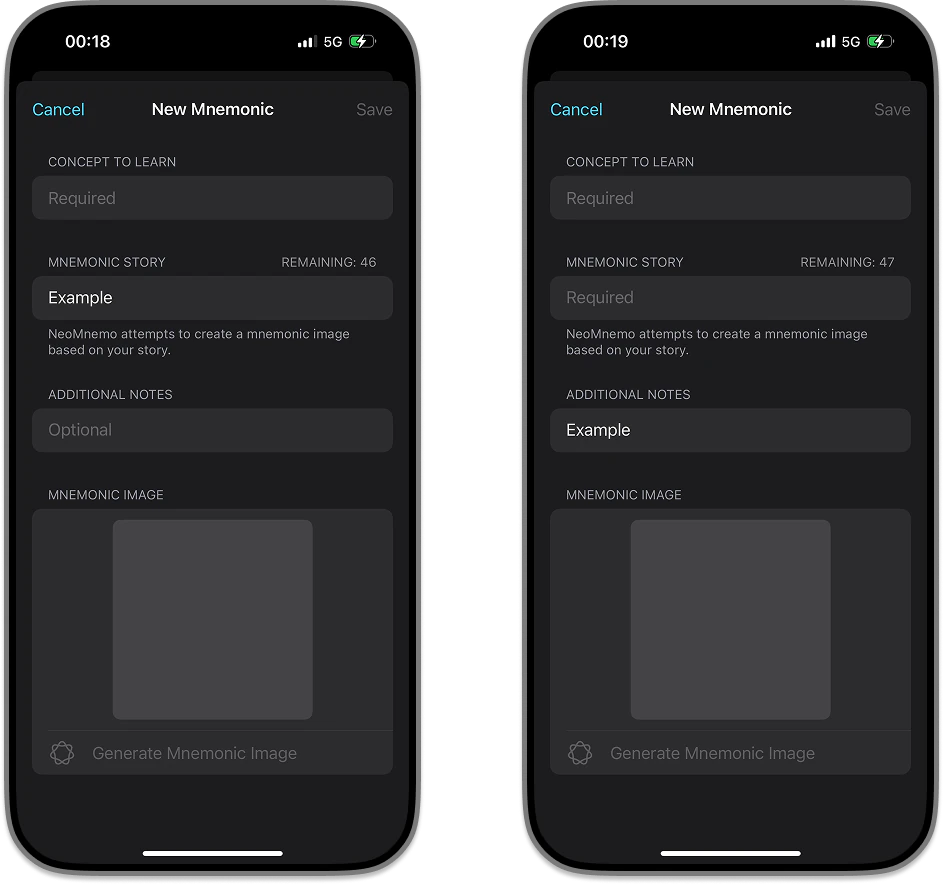 00:18
5G
Cancel
New Mnemonic
Save
CONCEPT TO LEARN
Required
MNEMONIC STORY
REMAINING: 46
Example
NeoMnemo attempts to create a mnemonic image
based on your story.
ADDITIONAL NOTES
Optional
MNEMONIC IMAGE
Generate Mnemonic Image
00:19
5G
Cancel
New Mnemonic
Save
CONCEPT TO LEARN
Required
MNEMONIC STORY
REMAINING: 47
Required
NeoMnemo attempts to create a mnemonic image
based on your story.
ADDITIONAL NOTES
Example
MNEMONIC IMAGE
Generate Mnemonic Image